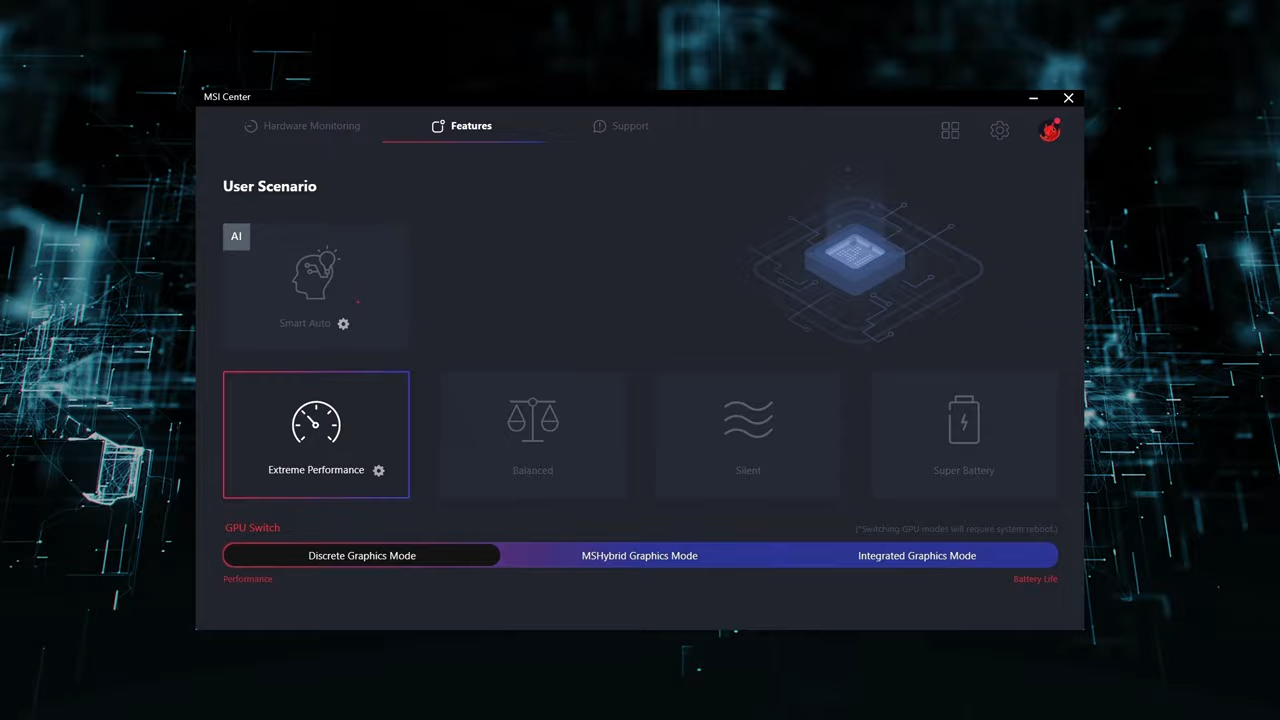 MSI Center
Hardware Monitoring
Features
Support
User Scenario
AI
Smart Auto
Extreme Performance
Balanced
Silent
Super Battery
GPU Switch
(*Switching GPU modes will require system reboot.)
Discrete Graphics Mode
MSHybrid Graphics Mode
Integrated Graphics Mode
Performance
Battery Life